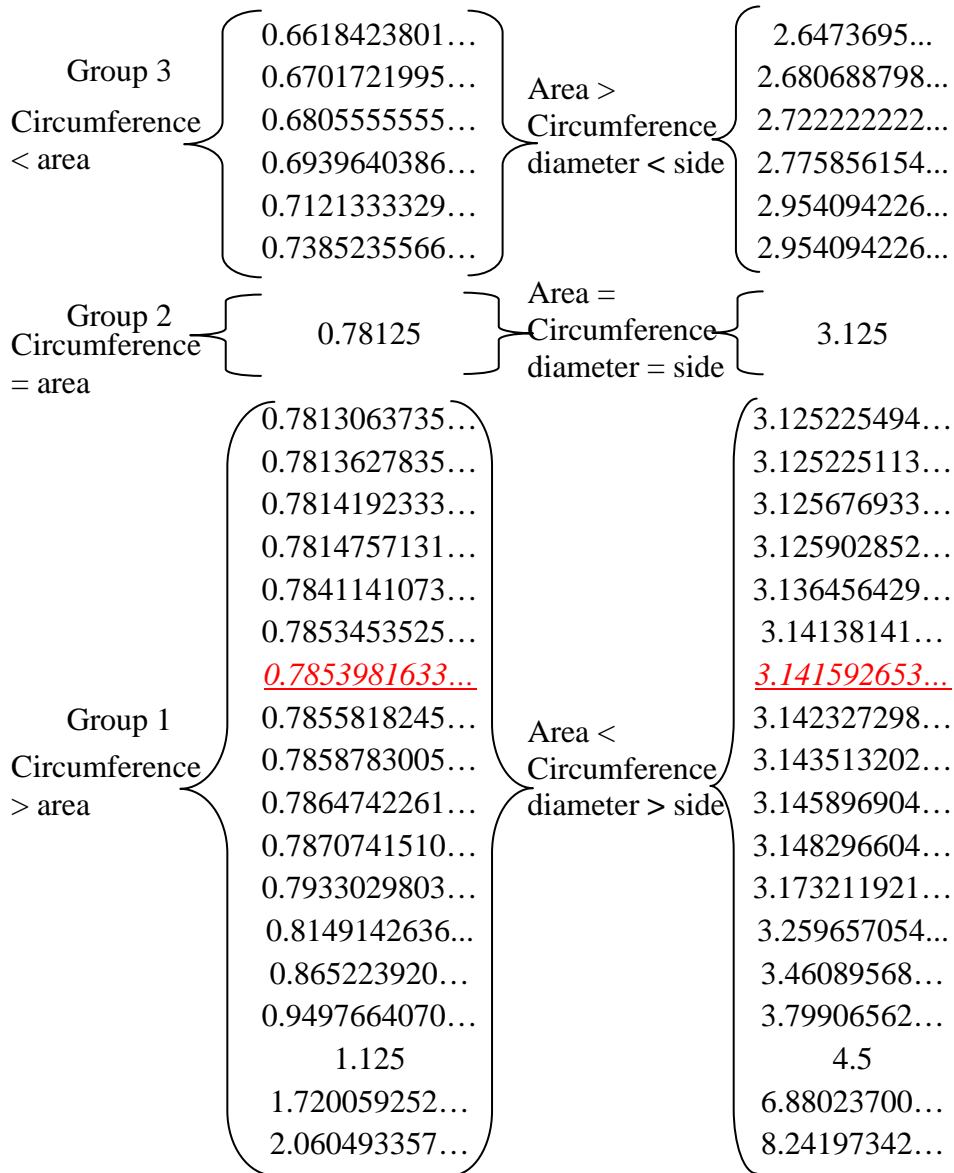 Group 3
Circumference
< area
0.6618423801…
0.6701721995…
0.6805555555…
0.6939640386…
0.7121333329…
0.7385235566…
Area >
Circumference
diameter < side
2.6473695...
2.680688798...
2.722222222...
2.775856154...
2.954094226...
2.954094226...
Group 2
Circumference
= area
0.78125
Area =
Circumference
diameter = side
3.125
Group 1
Circumference
> area
0.7813063735…
0.7813627835…
0.7814192333…
0.7814757131…
0.7841141073…
0.7853453525…
0.7853981633...
0.7855818245…
0.7858783005…
0.7864742261…
0.7870741510…
0.7933029803…
0.8149142636...
0.865223920…
0.9497664070…
1.125
1.720059252…
2.060493357…
Area <
Circumference
diameter > side
3.125225494…
3.125225113…
3.125676933…
3.125902852…
3.136456429…
3.14138141…
3.141592653...
3.142327298…
3.143513202…
3.145896904…
3.148296604…
3.173211921…
3.259657054...
3.46089568…
3.79906562…
4.5
6.88023700…
8.24197342…